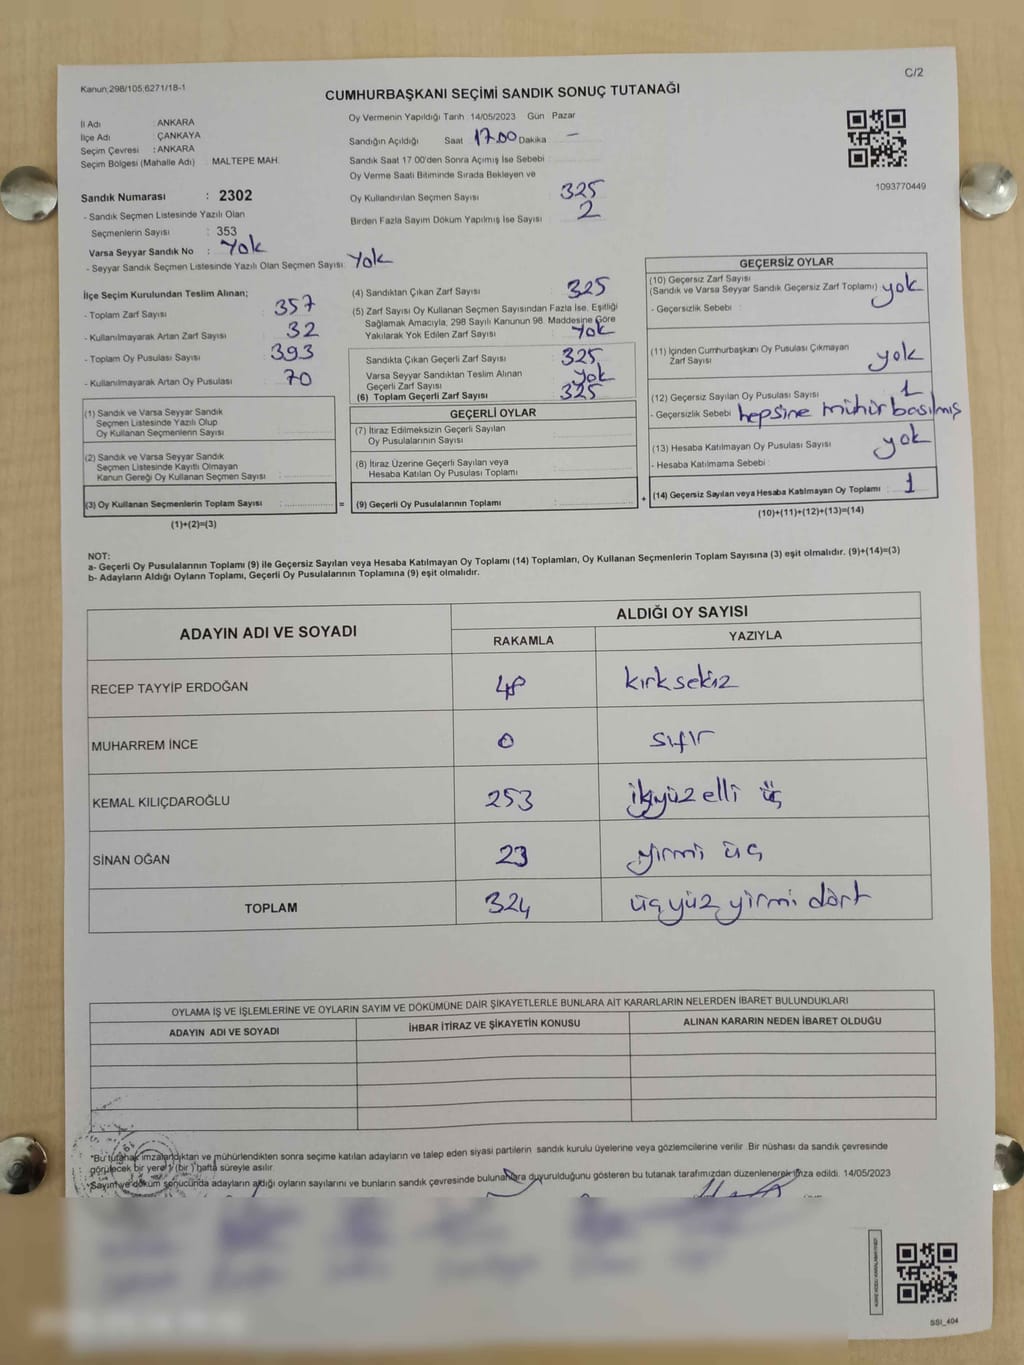 Kanun 298/105,6271/18-1
C/2
CUMHURBAŞKANI SEÇİMİ SANDIK SONUÇ TUTANAĞI
İl Adı ANKARA
İlçe Adı : ÇANKAYA
Seçim Çevresi : ANKARA
Seçim Bölgesi (Mahalle Adı) : MALTEPE MAH.
Sandık Numarası : 2302
- Sandık Seçmen Listesinde Yazılı Olan
Seçmenlerin Sayısı : 353
Varsa Seyyar Sandık No : Yok
- Seyyar Sandık Seçmen Listesinde Yazılı Olan Seçmen Sayısı: Yok
Oy Vermenin Yapıldığı Tarih 14/05/2023 Gün Pazar
Sandığın Açıldığı Saat 17.00 Dakika —
Sandık Saat 17:00'den Sonra Açımış İse Sebebi
Oy Verme Saati Bitiminde Sırada Bekleyen ve
Oy Kullandırılan Seçmen Sayısı 325
Birden Fazla Sayım Döküm Yapılmış İse Sayısı 2
1093770449
İlçe Seçim Kurulundan Teslim Alınan;
- Toplam Zarf Sayısı : 357
- Kullanılmayarak Artan Zarf Sayısı : 32
- Toplam Oy Pusulası Sayısı : 393
- Kullanılmayarak Artan Oy Pusulası : 70
(1) Sandık ve Varsa Seyyar Sandık
Seçmen Listesinde Yazılı Olup
Oy Kullanan Seçmenlerin Sayısı
(2) Sandık ve Varsa Seyyar Sandık
Seçmen Listesinde Kayıtlı Olmayan
Kanun Gereği Oy Kullanan Seçmen Sayısı :
(3) Oy Kullanan Seçmenlerin Toplam Sayısı : =
(1)+(2)=(3)
(4) Sandıktan Çıkan Zarf Sayısı 325
(5) Zarf Sayısı Oy Kullanan Seçmen Sayısından Fazla İse, Eşitliği
Sağlamak Amacıyla, 298 Sayılı Kanunun 98. Maddesine Göre
Yakılarak Yok Edilen Zarf Sayısı Yok
Sandıkta Çıkan Geçerli Zarf Sayısı 325
Varsa Seyyar Sandıktan Teslim Alınan
Geçerli Zarf Sayısı Yok
(6) Toplam Geçerli Zarf Sayısı 325
GEÇERLİ OYLAR
(7) İtiraz Edilmeksizin Geçerli Sayılan
Oy Pusulalarının Sayısı
(8) İtiraz Üzerine Geçerli Sayılan veya
Hesaba Katılan Oy Pusulası Toplamı
(9) Geçerli Oy Pusulalarının Toplamı +
GEÇERSİZ OYLAR
(10) Geçersiz Zarf Sayısı
(Sandık ve Varsa Seyyar Sandık Geçersiz Zarf Toplamı) yok
- Geçersizlik Sebebi :
(11) İçinden Cumhurbaşkanı Oy Pusulası Çıkmayan
Zarf Sayısı yok
(12) Geçersiz Sayılan Oy Pusulası Sayısı 1
- Geçersizlik Sebebi hepsine mühür basılmış
(13) Hesaba Katılmayan Oy Pusulası Sayısı yok
- Hesaba Katılmama Sebebi :
(14) Geçersiz Sayılan veya Hesaba Katılmayan Oy Toplamı 1
(10)+(11)+(12)+(13)=(14)
NOT:
a- Geçerli Oy Pusulalarının Toplamı (9) ile Geçersiz Sayılan veya Hesaba Katılmayan Oy Toplamı (14) Toplamları, Oy Kullanan Seçmenlerin Toplam Sayısına (3) eşit olmalıdır. (9)+(14)=(3)
b- Adayların Aldığı Oyların Toplamı, Geçerli Oy Pusulalarının Toplamına (9) eşit olmalıdır.
ADAYIN ADI VE SOYADI ALDIĞI OY SAYISI
RAKAMLA YAZIYLA
RECEP TAYYİP ERDOĞAN 48 kırksekiz
MUHARREM İNCE 0 sıfır
KEMAL KILIÇDAROĞLU 253 ikiyüz elli üç
SİNAN OĞAN 23 yirmi üç
TOPLAM 324 üçyüz yirmi dört
OYLAMA İŞ VE İŞLEMLERİNE VE OYLARIN SAYIM VE DÖKÜMÜNE DAİR ŞİKAYETLERLE BUNLARA AİT KARARLARIN NELERDEN İBARET BULUNDUKLARI
ADAYIN ADI VE SOYADI İHBAR İTİRAZ VE ŞİKAYETİN KONUSU ALINAN KARARIN NEDEN İBARET OLDUĞU
*Bu tutanak imzalandıktan ve mühürlendikten sonra seçime katılan adayların ve talep eden siyasi partilerin sandık kurulu üyelerine veya gözlemcilerine verilir. Bir nüshası da sandık çevresinde
görülecek bir yere 1 (bir) hafta süreyle asılır.
*Sayım ve döküm sonucunda adayların aldığı oyların sayılarını ve bunların sandık çevresinde bulunanlara duyurulduğunu gösteren bu tutanak tarafımızdan düzenlenerek imza edildi. 14/05/2023
SSI_404